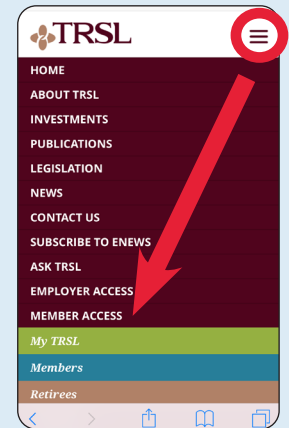 TRSL
HOME
ABOUT TRSL
INVESTMENTS
PUBLICATIONS
LEGISLATION
NEWS
CONTACT US
SUBSCRIBE TO ENEWS
ASK TRSL
EMPLOYER ACCESS
MEMBER ACCESS
My TRSL
Members
Retirees